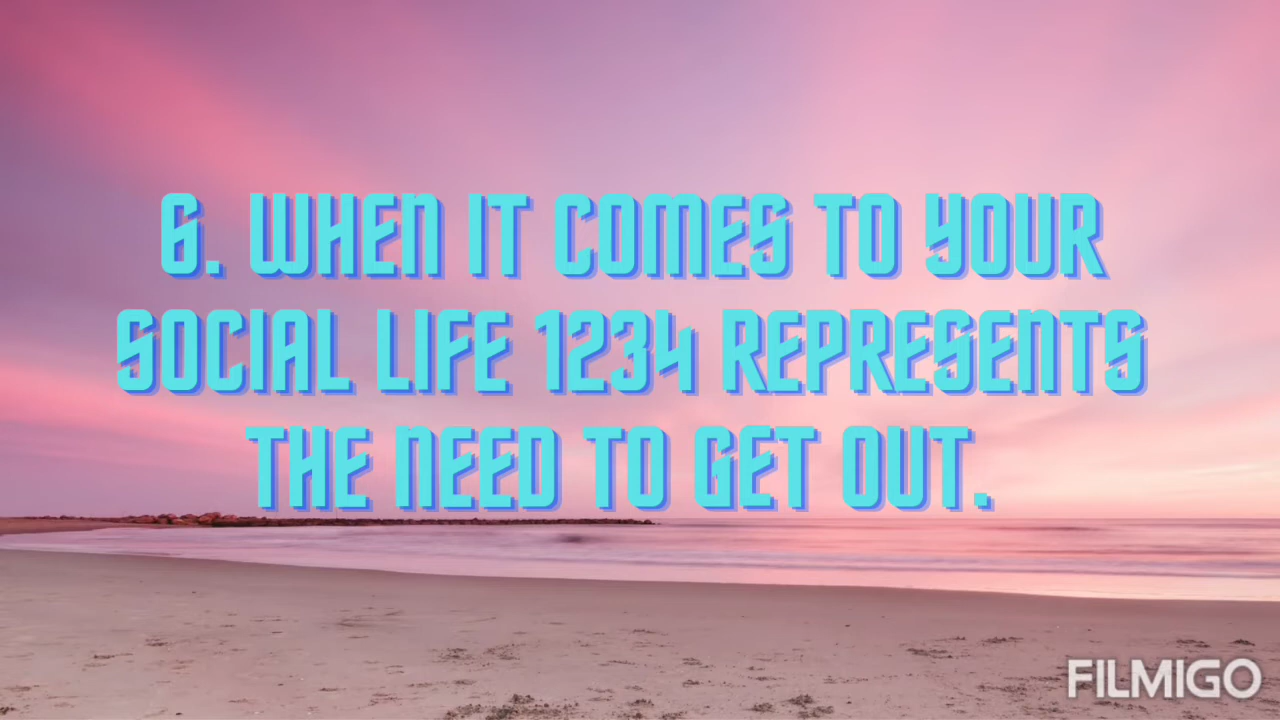 6. WHEN IT COMES TO YOUR
SOCIAL LIFE 1234 REPRESENTS
THE NEED TO GET OUT.
FILMIGO